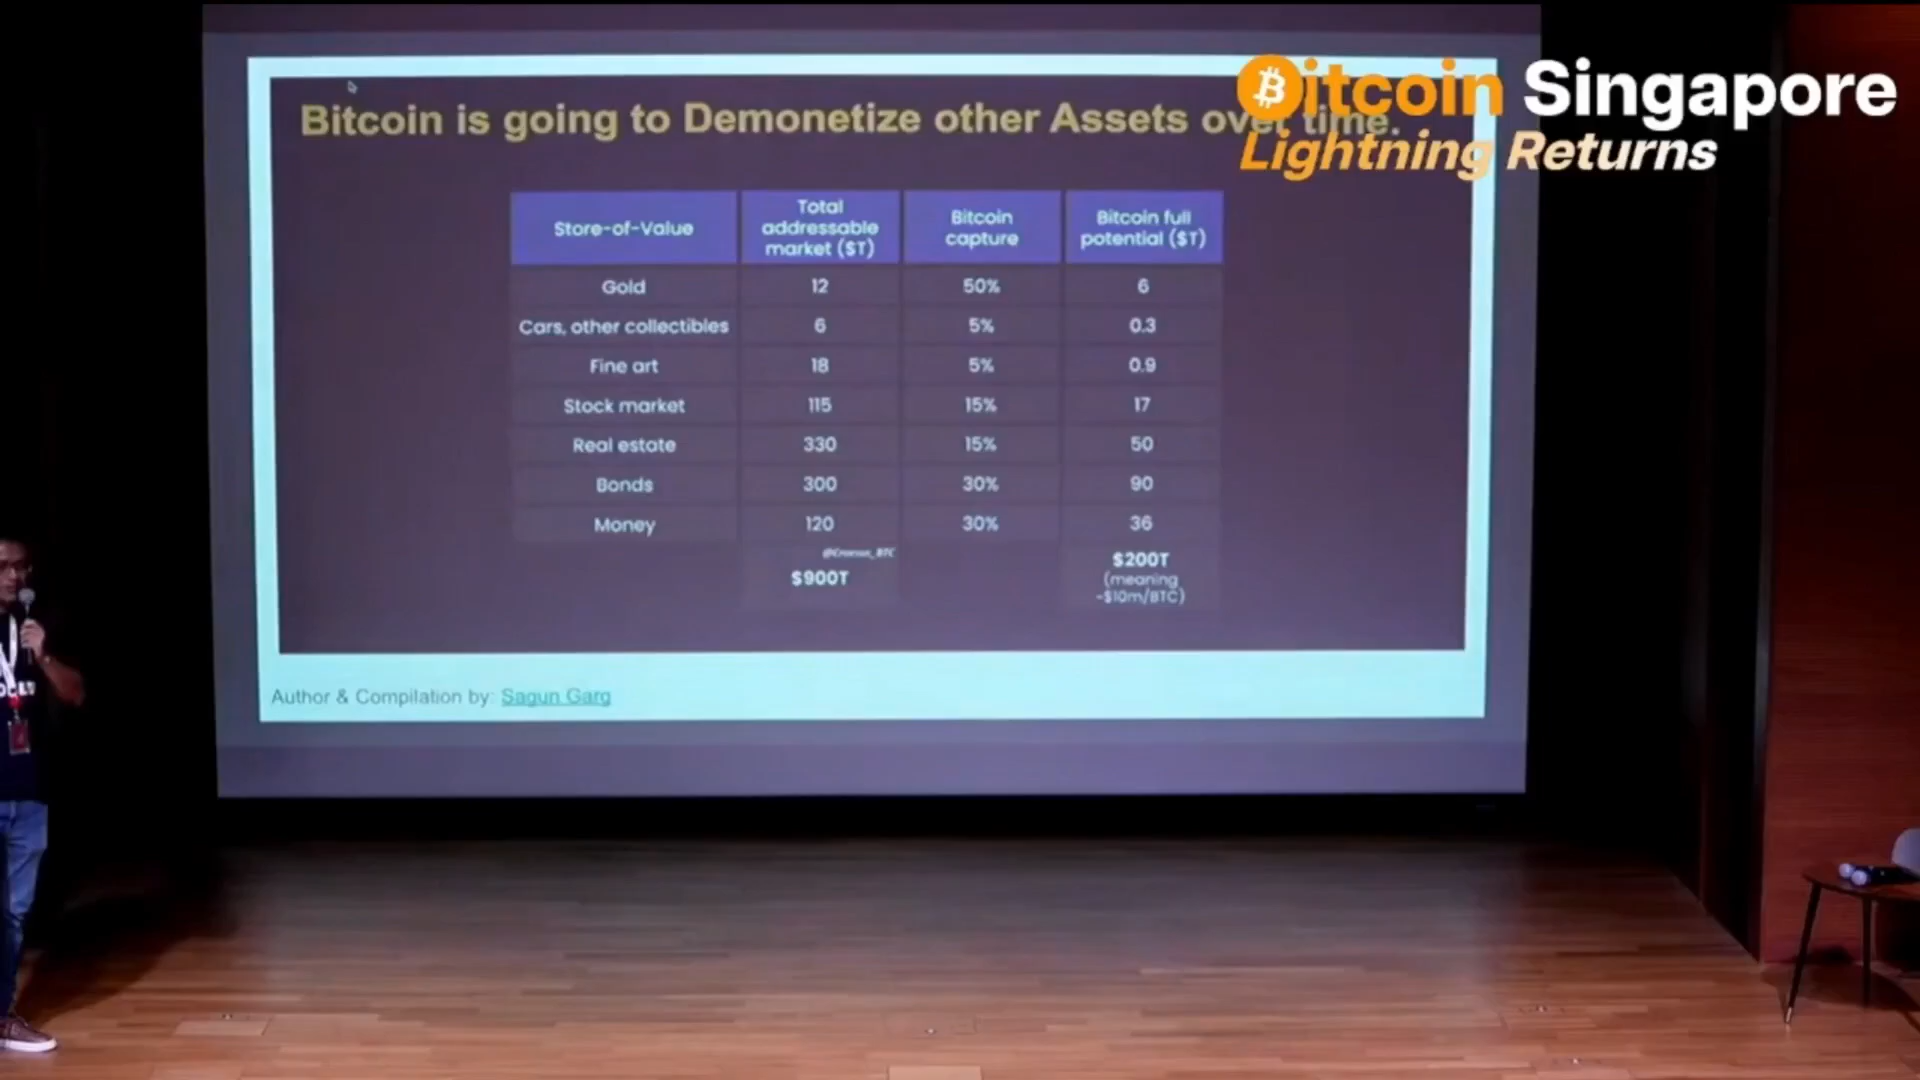 Bitcoin Singapore
Lightning Returns
Bitcoin is going to Demonetize other Assets over time.
Store-of-Value Total addressable market ($T) Bitcoin capture Bitcoin full potential ($T)
Gold 12 50% 6
Cars, other collectibles 6 5% 0.3
Fine art 18 5% 0.9
Stock market 115 15% 17
Real estate 330 15% 50
Bonds 300 30% 90
Money 120 30% 36
@Croesus_BTC
$900T
$200T
(meaning
~$10m/BTC)
Author & Compilation by: Sagun Garg